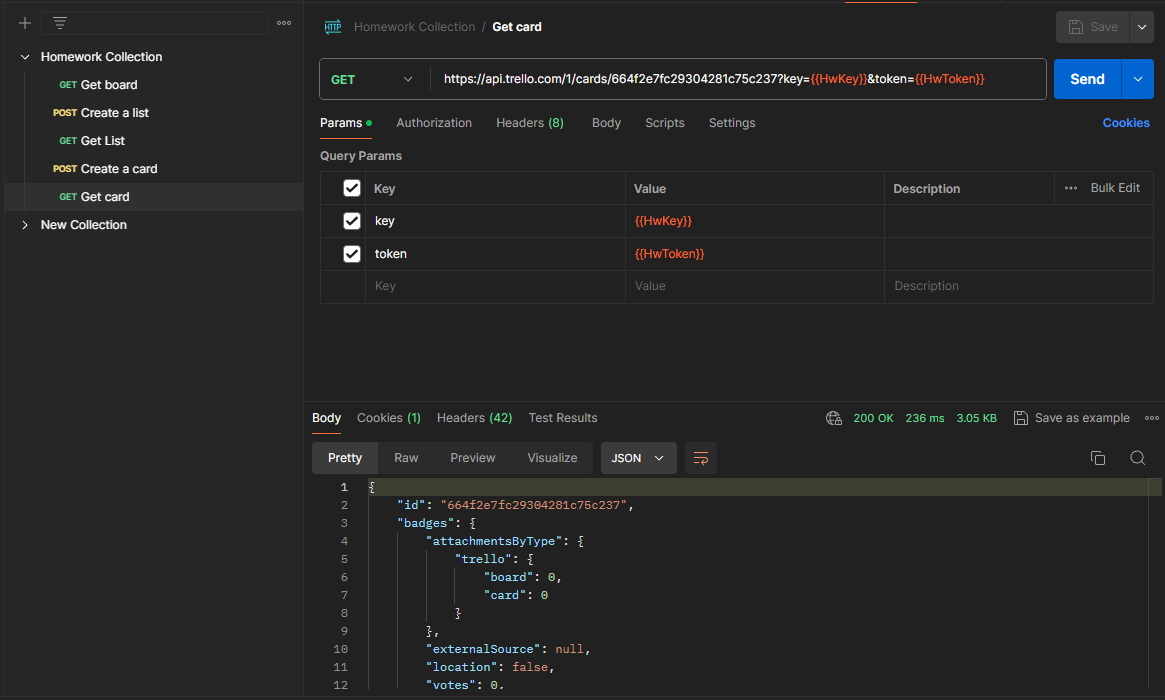 Homework Collection
GET Get board
POST Create a list
GET Get List
POST Create a card
GET Get card
New Collection
HTTP Homework Collection / Get card
Save
GET https://api.trello.com/1/cards/664f2e7fc29304281c75c237?key={{HwKey}}&token={{HwToken}} Send
Params Authorization Headers (8) Body Scripts Settings Cookies
Query Params
Key Value Description Bulk Edit
key {{HwKey}}
token {{HwToken}}
Key Value Description
Body Cookies (1) Headers (42) Test Results 200 OK 236 ms 3.05 KB Save as example
Pretty Raw Preview Visualize JSON
1 {
2 "id": "664f2e7fc29304281c75c237",
3 "badges": {
4 "attachmentsByType": {
5 "trello": {
6 "board": 0,
7 "card": 0
8 }
9 },
10 "externalSource": null,
11 "location": false,
12 "votes": 0,